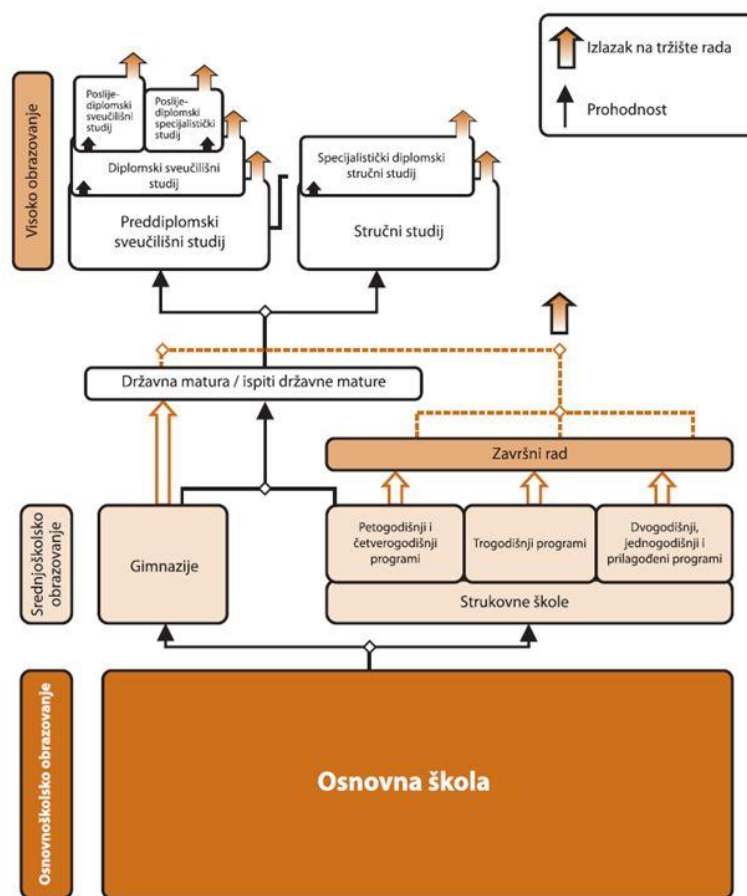 Izlazak na tržište rada
Prohodnost
Visoko obrazovanje
Poslije-
diplomski
sveučilišni
studij
Poslije-
diplomski
specijalistički
studij
Diplomski sveučilišni
studij
Preddiplomski
sveučilišni studij
Specijalistički diplomski
stručni studij
Stručni studij
Državna matura / ispiti državne mature
Završni rad
Srednjoškolsko
obrazovanje
Gimnazije
Petogodišnji i
četverogodišnji
programi
Trogodišnji programi
Dvogodišnji,
jednogodišnji i
prilagođeni programi
Strukovne škole
Osnovnoškolsko obrazovanje
Osnovna škola